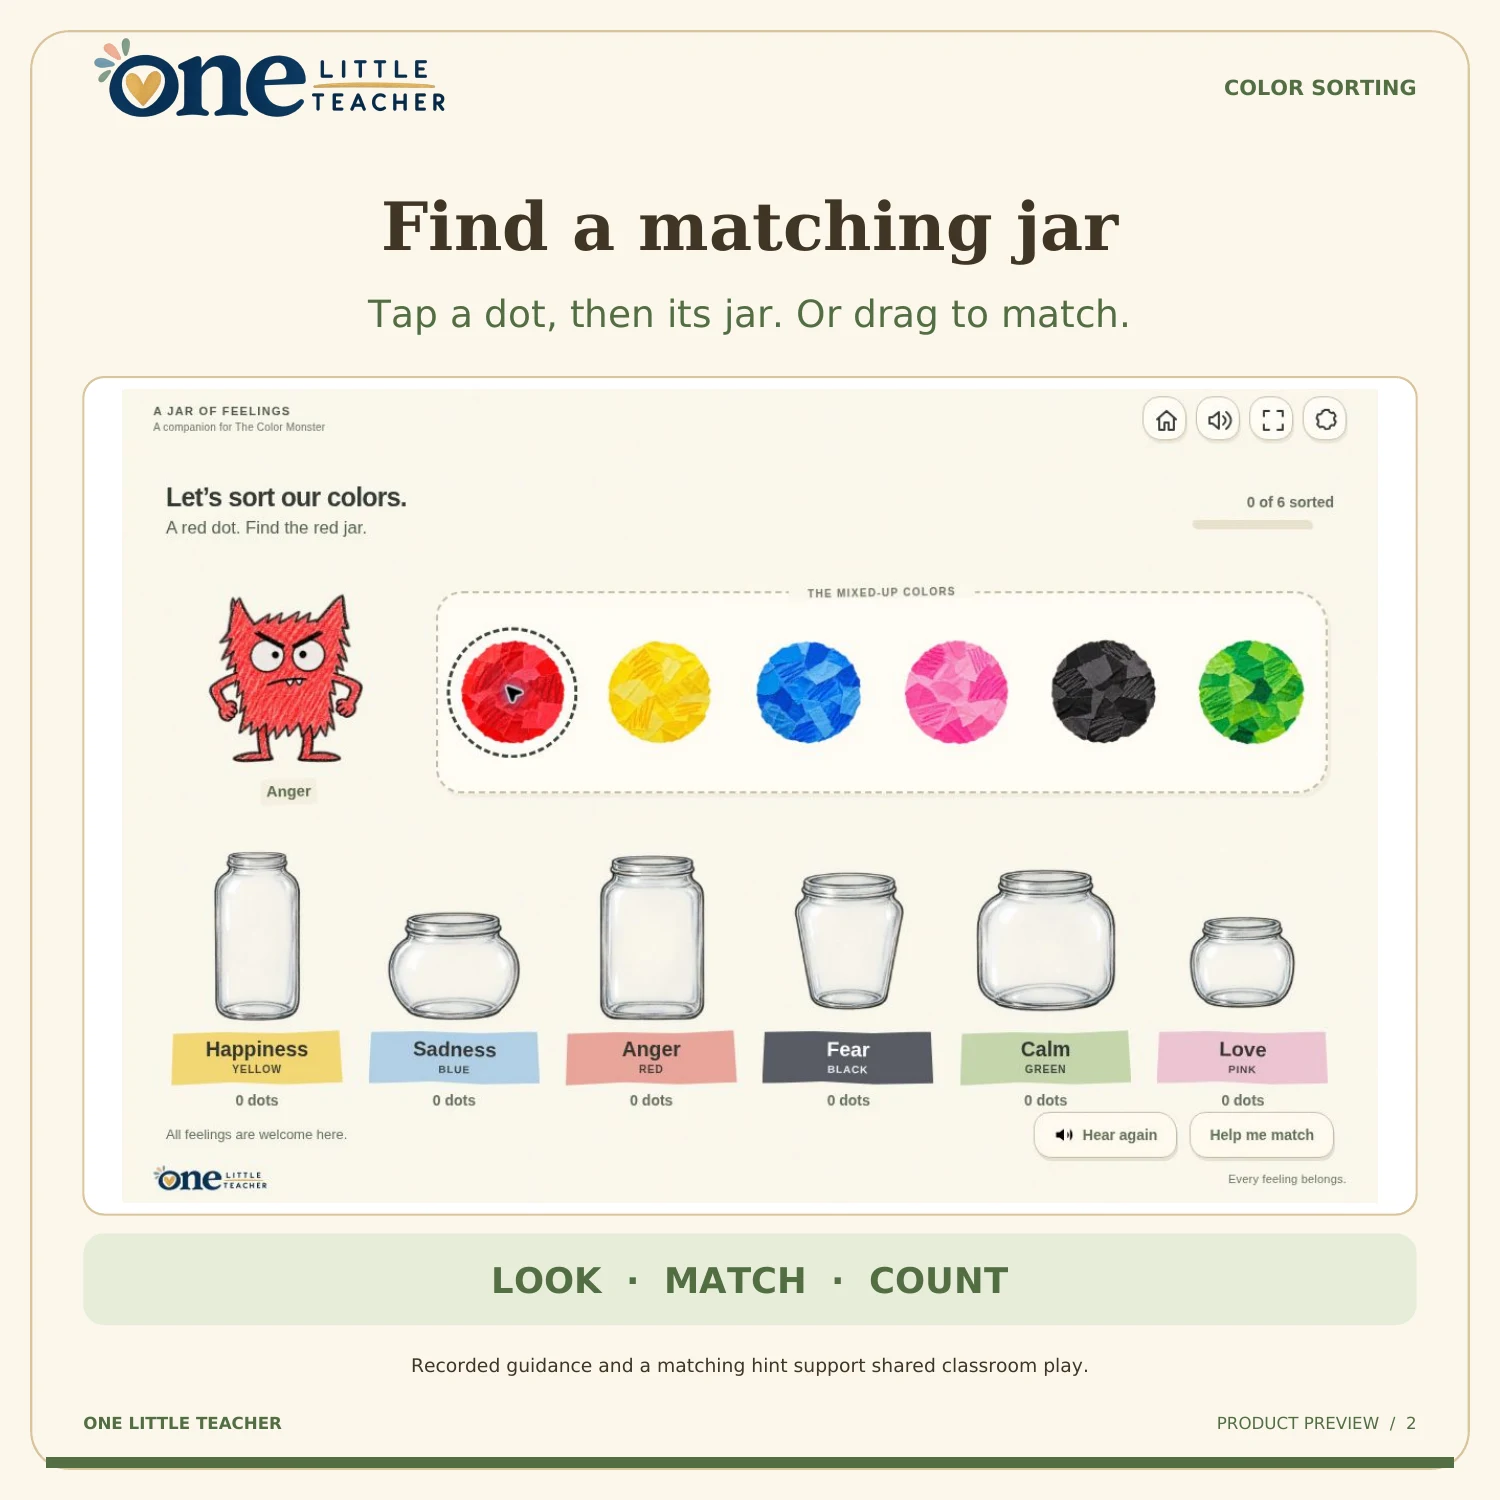 one LITTLE TEACHER
COLOR SORTING
Find a matching jar
Tap a dot, then its jar. Or drag to match.
A JAR OF FEELINGS
A companion for The Color Monster
Let’s sort our colors.
A red dot. Find the red jar.
0 of 6 sorted
THE MIXED-UP COLORS
Anger
Happiness
YELLOW
0 dots
Sadness
BLUE
0 dots
Anger
RED
0 dots
Fear
BLACK
0 dots
Calm
GREEN
0 dots
Love
PINK
0 dots
All feelings are welcome here.
Hear again
Help me match
one LITTLE TEACHER
Every feeling belongs.
LOOK · MATCH · COUNT
Recorded guidance and a matching hint support shared classroom play.
ONE LITTLE TEACHER
PRODUCT PREVIEW / 2